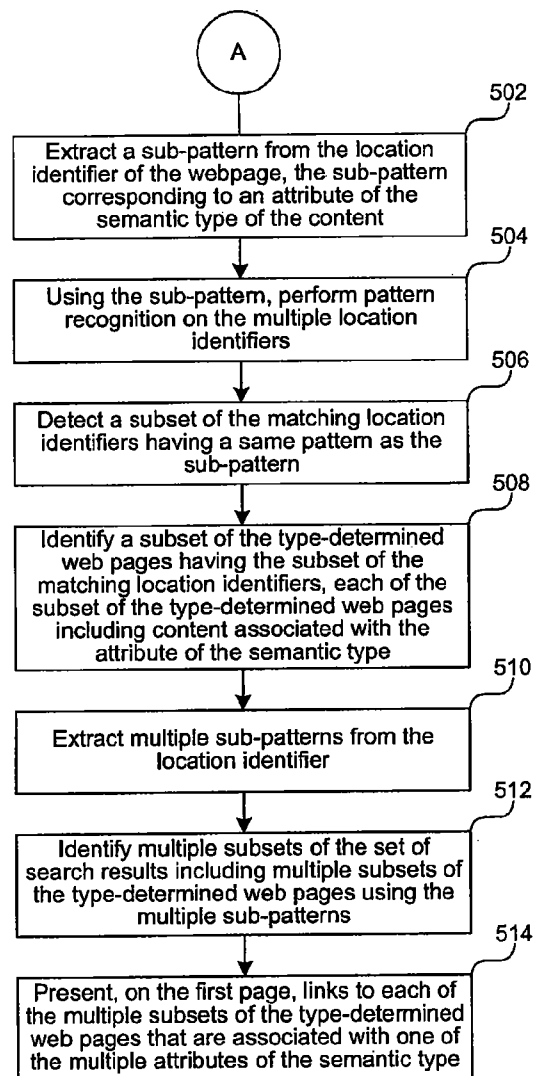 A
502
Extract a sub-pattern from the location
identifier of the webpage, the sub-pattern
corresponding to an attribute of the
semantic type of the content
504
Using the sub-pattern, perform pattern
recognition on the multiple location
identifiers
506
Detect a subset of the matching location
identifiers having a same pattern as the
sub-pattern
508
Identify a subset of the type-determined
web pages having the subset of the
matching location identifiers, each of the
subset of the type-determined web pages
including content associated with the
attribute of the semantic type
510
Extract multiple sub-patterns from the
location identifier
512
Identify multiple subsets of the set of
search results including multiple subsets of
the type-determined web pages using the
multiple sub-patterns
514
Present, on the first page, links to each of
the multiple subsets of the type-determined
web pages that are associated with one of
the multiple attributes of the semantic type